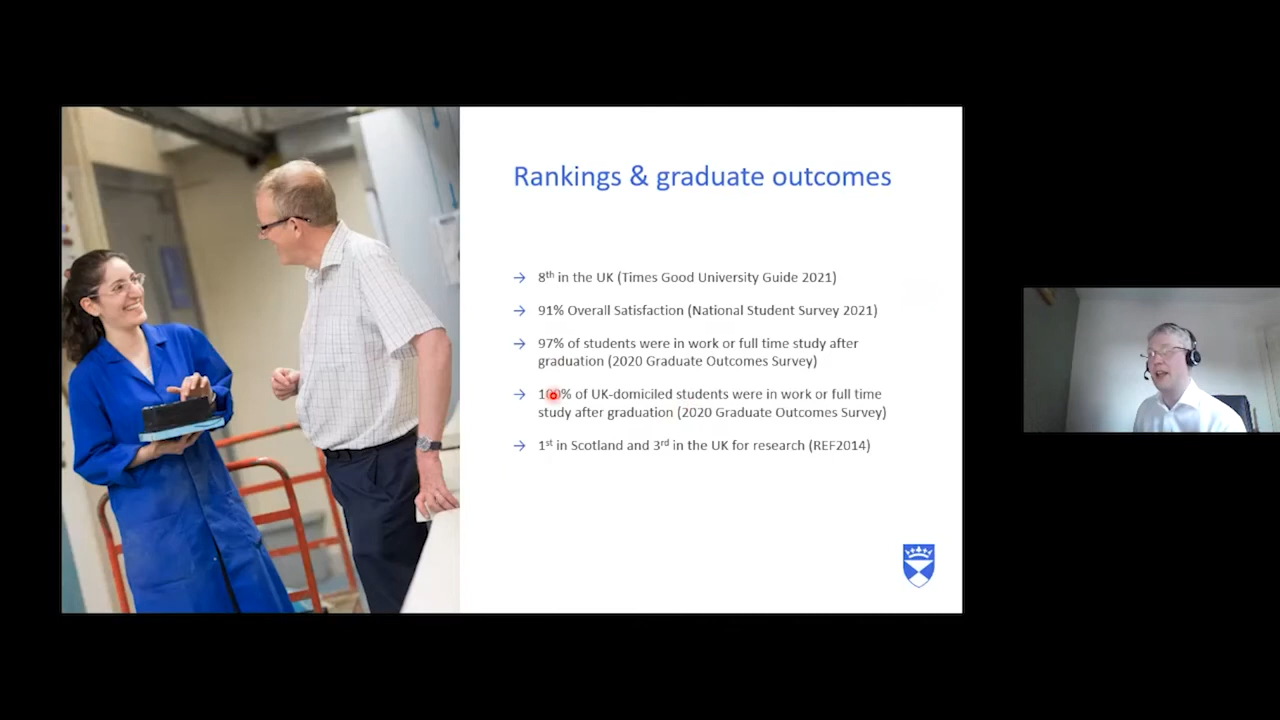 Rankings & graduate outcomes
→ 8th in the UK (Times Good University Guide 2021)
→ 91% Overall Satisfaction (National Student Survey 2021)
→ 97% of students were in work or full time study after
graduation (2020 Graduate Outcomes Survey)
→ 100% of UK-domiciled students were in work or full time
study after graduation (2020 Graduate Outcomes Survey)
→ 1st in Scotland and 3rd in the UK for research (REF2014)